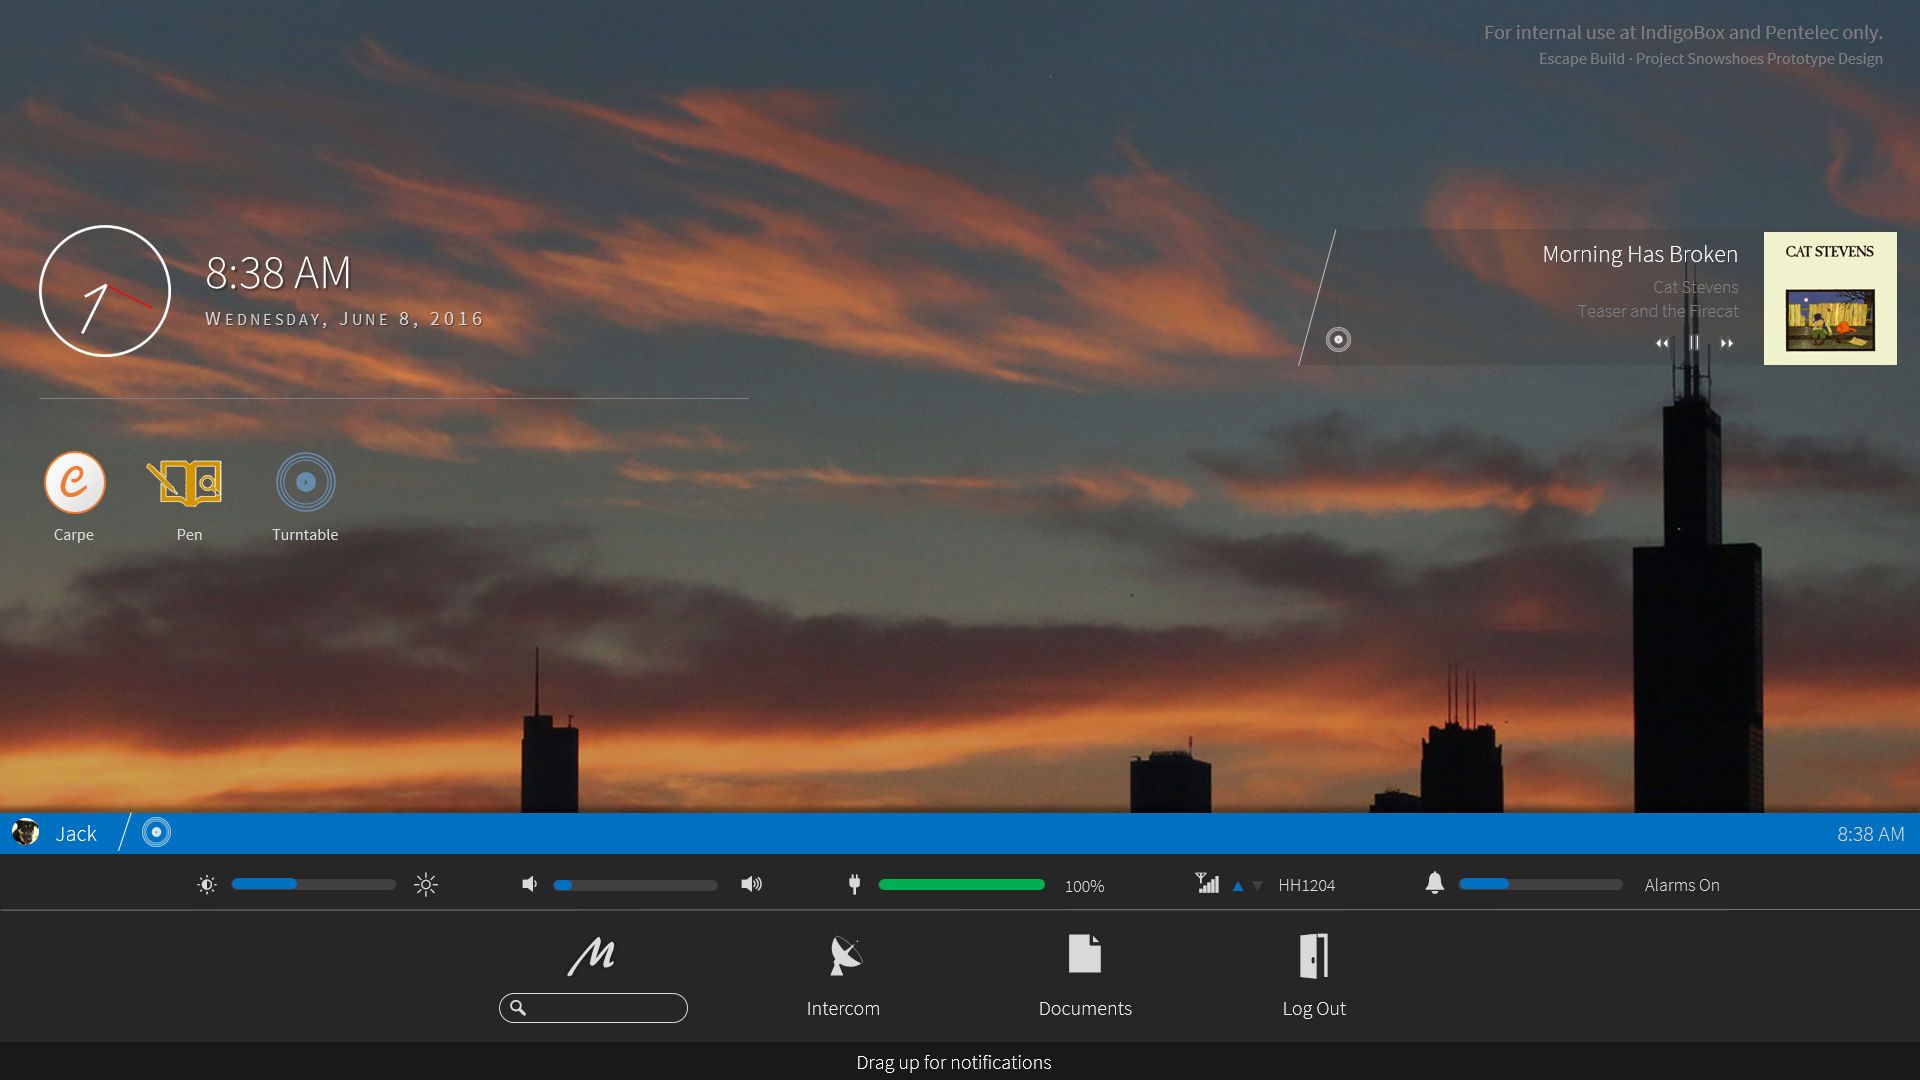 For internal use at IndigoBox and Pentelec only.
Escape Build · Project Snowshoes Prototype Design
8:38 AM
Wednesday, June 8, 2016
Morning Has Broken
Cat Stevens
Teaser and the Firecat
CAT STEVENS
Carpe
Pen
Turntable
Jack
8:38 AM
100%
HH1204
Alarms On
Intercom
Documents
Log Out
Drag up for notifications